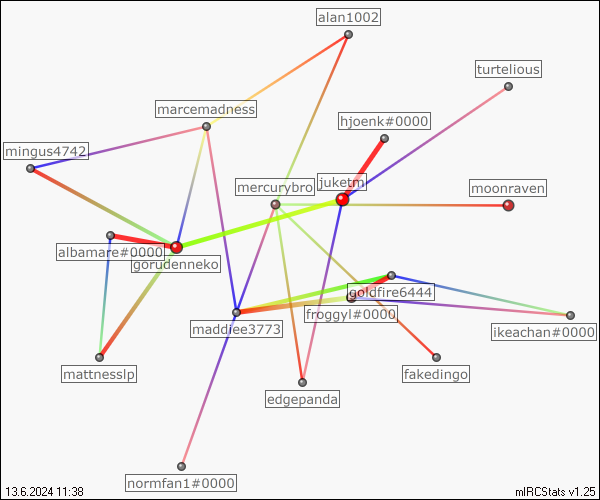 alan1002
turtelious
marcemadness
hjoenk#0000
mingus4742
mercurybro
juketm
moonraven
albamare#0000
gorudenneko
goldfire6444
froggyl#0000
maddiee3773
ikeachan#0000
mattnesslp
fakedingo
edgepanda
normfan1#0000
13.6.2024 11:38
mIRCStats v1.25